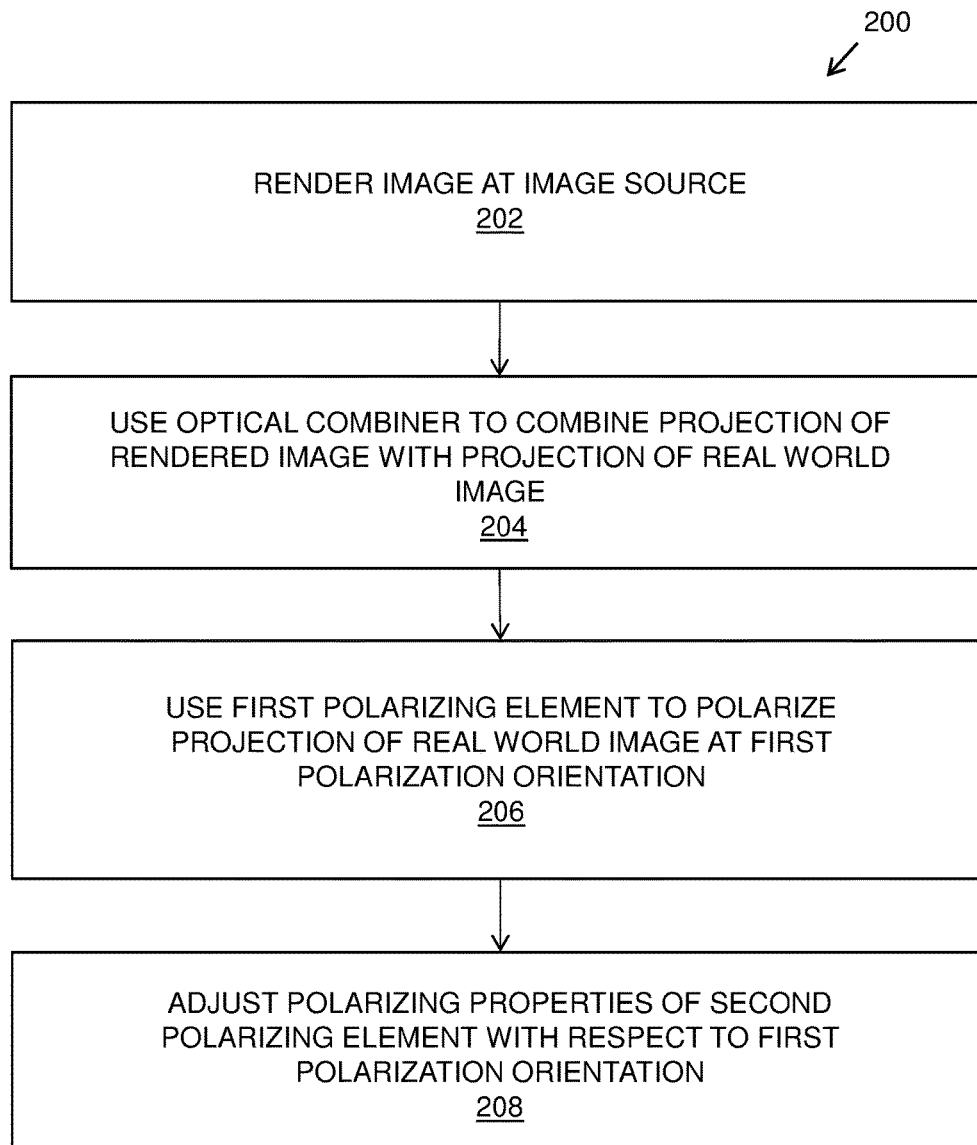 200
RENDER IMAGE AT IMAGE SOURCE
202
USE OPTICAL COMBINER TO COMBINE PROJECTION OF
RENDERED IMAGE WITH PROJECTION OF REAL WORLD
IMAGE
204
USE FIRST POLARIZING ELEMENT TO POLARIZE
PROJECTION OF REAL WORLD IMAGE AT FIRST
POLARIZATION ORIENTATION
206
ADJUST POLARIZING PROPERTIES OF SECOND
POLARIZING ELEMENT WITH RESPECT TO FIRST
POLARIZATION ORIENTATION
208